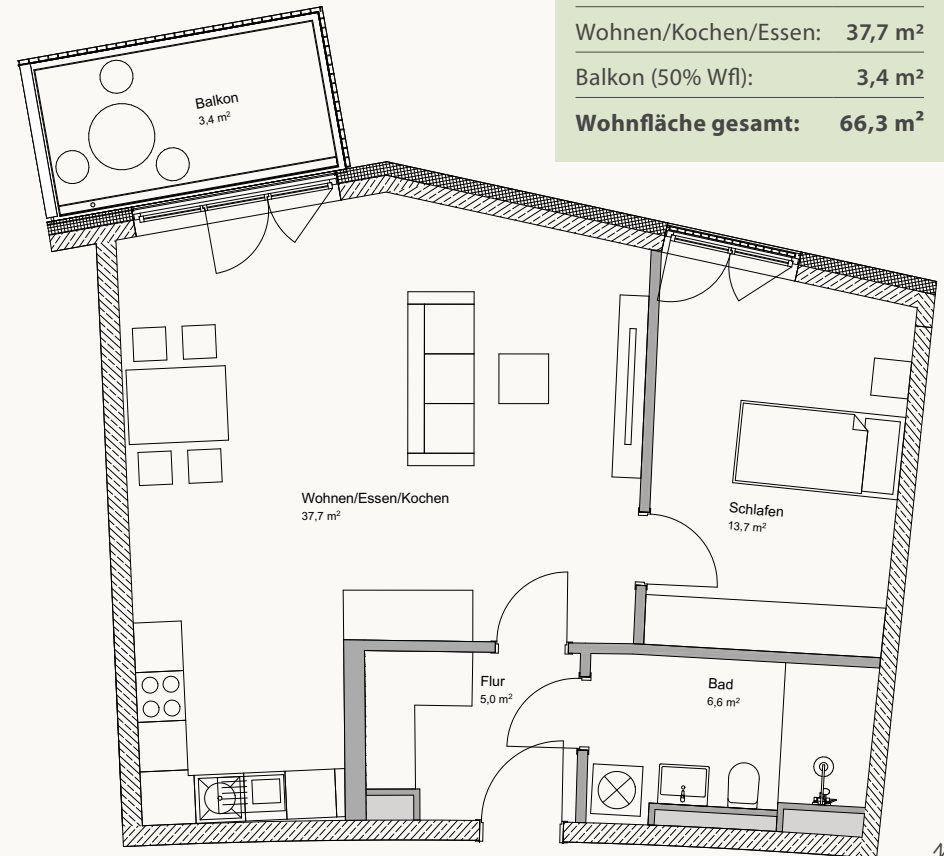 Wohnen/Kochen/Essen: 37,7 m²
Balkon (50% Wfl): 3,4 m²
Wohnfläche gesamt: 66,3 m²
Balkon
3,4 m²
Wohnen/Essen/Kochen
37,7 m²
Schlafen
13,7 m²
Flur
5,0 m²
Bad
6,6 m²